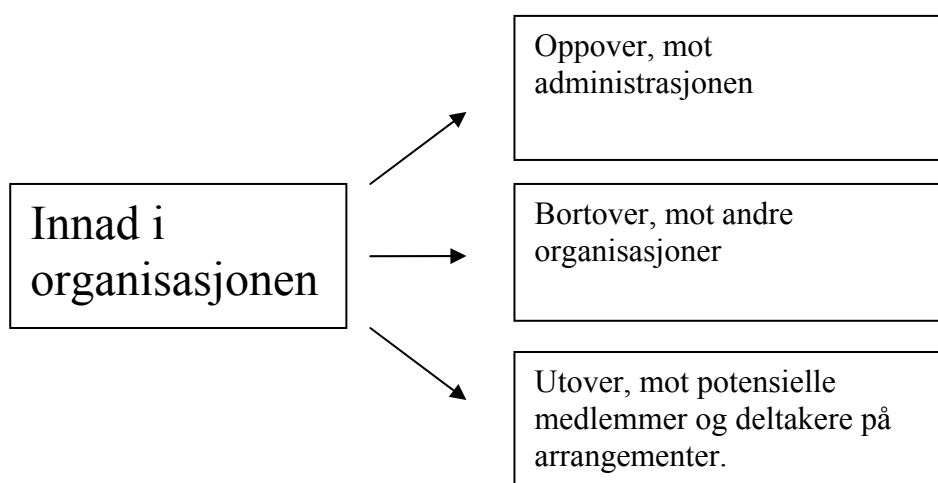 Innad i
organisasjonen
Oppover, mot
administrasjonen
Bortover, mot andre
organisasjoner
Utover, mot potensielle
medlemmer og deltakere på
arrangementer.